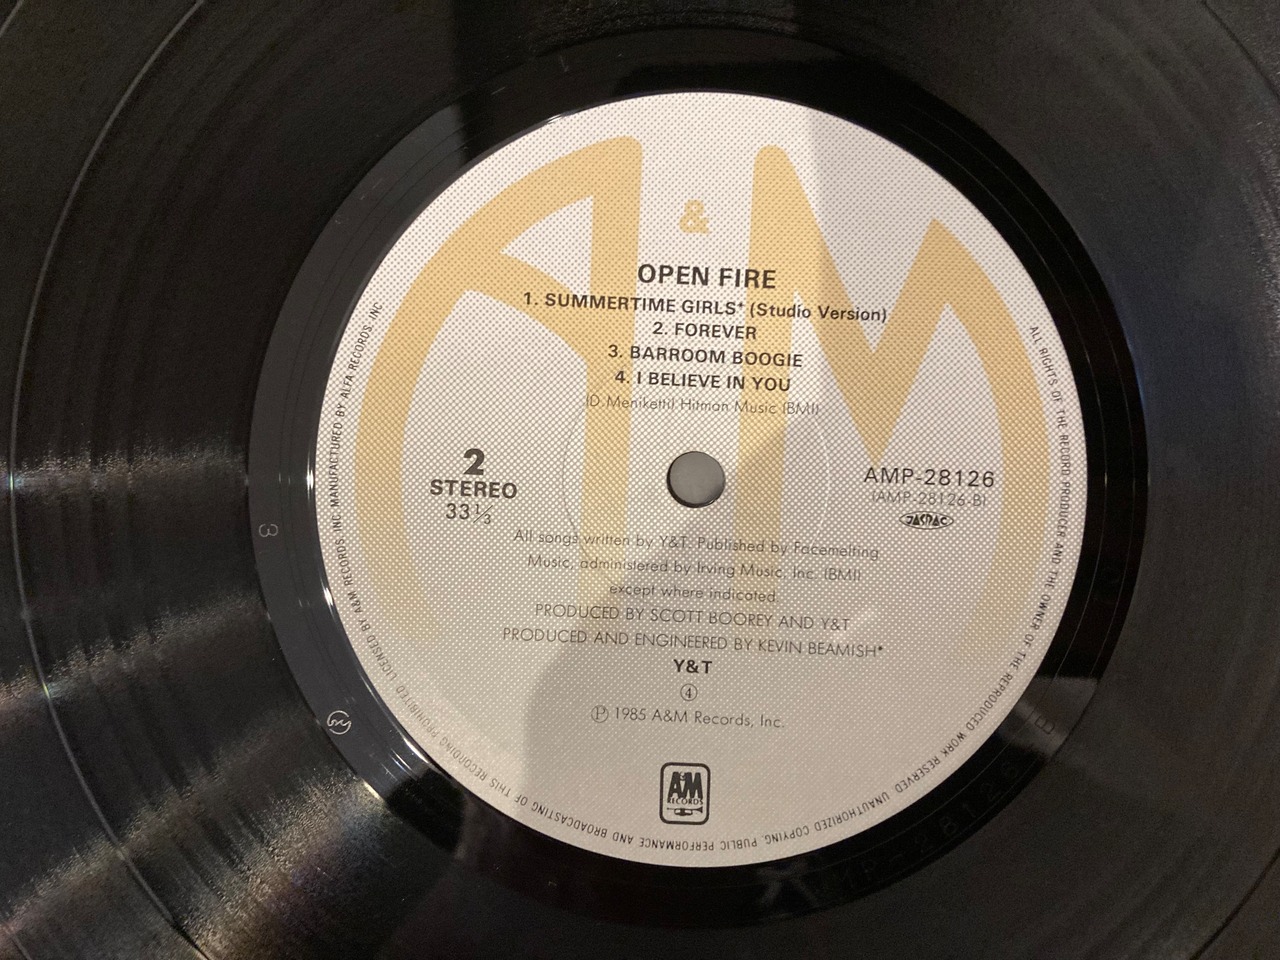 &
OPEN FIRE
1. SUMMERTIME GIRLS* (Studio Version)
2. FOREVER
3. BARROOM BOOGIE
4. I BELIEVE IN YOU
(D. Meniketti) Hitman Music (BMI)
2
STEREO
33 1/3
AMP-28126
(AMP-28126-B)
JASRAC
All songs written by Y&T. Published by Facemelting
Music, administered by Irving Music, Inc. (BMI)
except where indicated.
PRODUCED BY SCOTT BOOREY AND Y&T
PRODUCED AND ENGINEERED BY KEVIN BEAMISH*
Y&T
④
Ⓟ 1985 A&M Records, Inc.
A&M
RECORDS
ALL RIGHTS OF THE RECORD PRODUCER AND THE OWNER OF THE REPRODUCED WORK RESERVED. UNAUTHORIZED COPYING, PUBLIC PERFORMANCE AND BROADCASTING OF THIS RECORDING PROHIBITED. LICENSED BY A&M RECORDS INC. MANUFACTURED BY ALFA RECORDS. INC
3